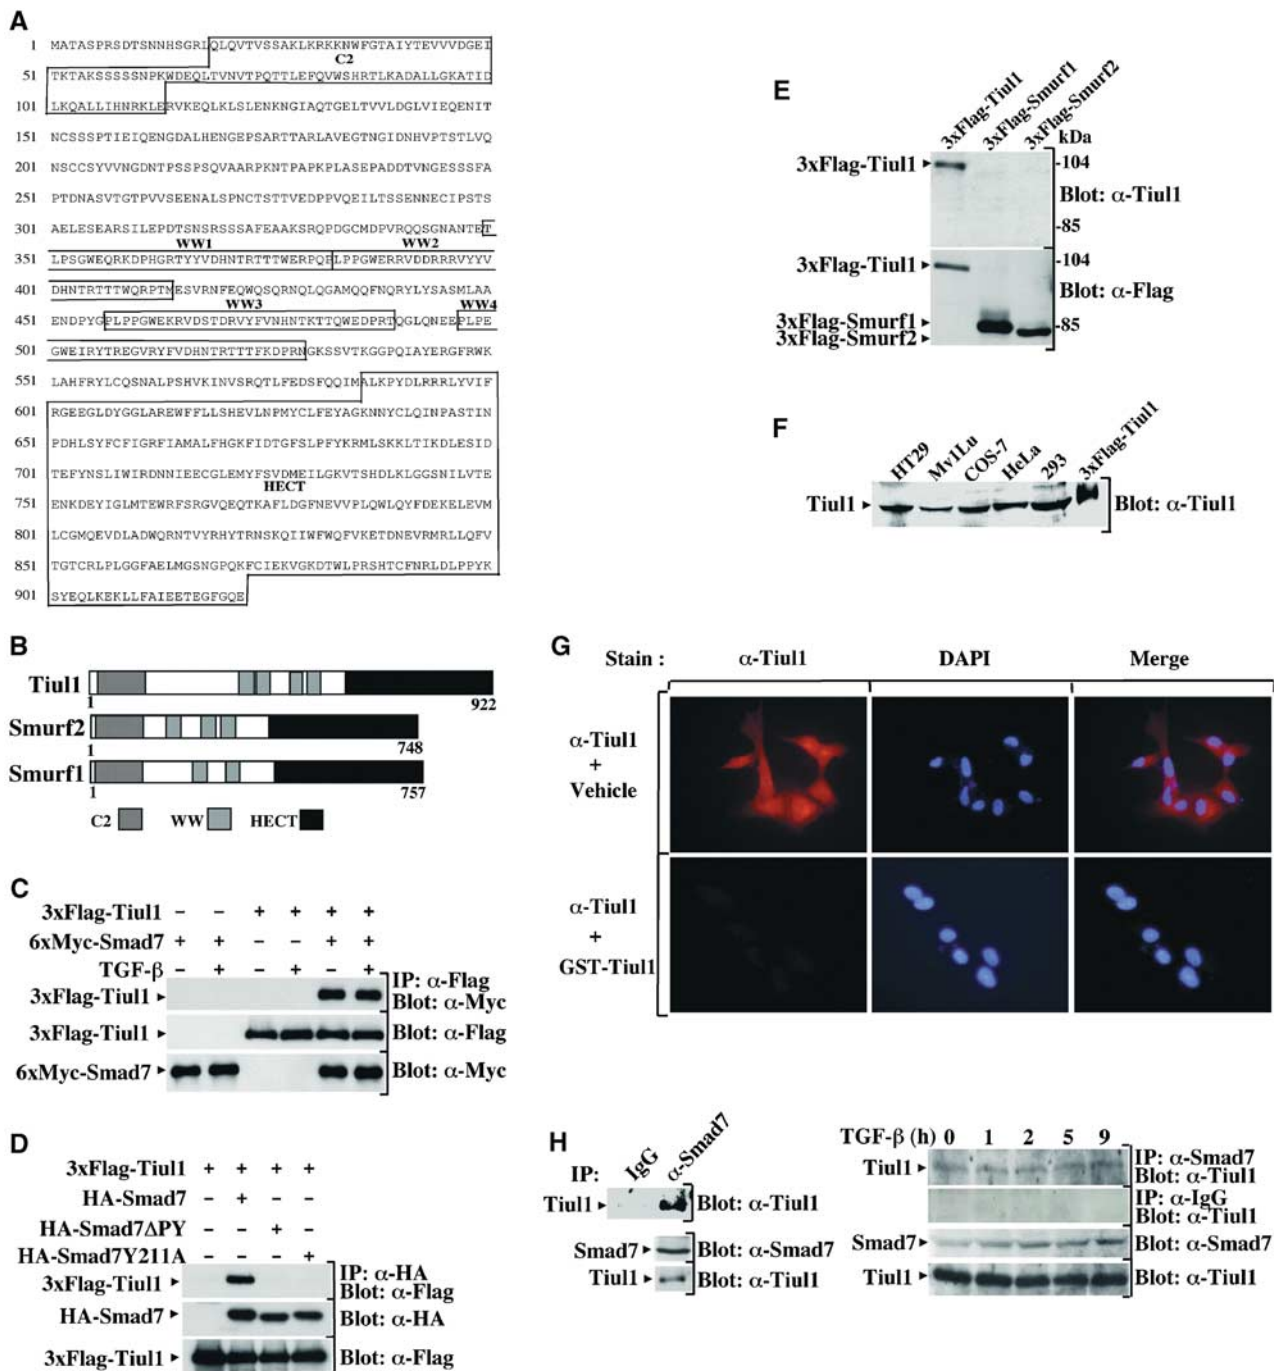 A
1 MATASPRSDTSNNHSGRLQLQVTVSSAKLKRKKNWFGTAIYTEVVVDGEI
C2
51 TKTAKSSSSSNPKWDEQLTVNVTPQTTLEFQVWSHRTLKADALLGKATID
101 LKQALLIHNRKLERVKEQLKLSLENKNGIAQTGELTVVLDGLVIEQENIT
151 NCSSSPTIEIQENGDALHENGEPSARTTARLAVEGTNGIDNHVPTSTLVQ
201 NSCCSYVVNGDNTPSSPSQVAARPKNTPAPKPLASEPADDTVNGESSSFA
251 PTDNASVTGTPVVSEENALSPNCTSTTVEDPPVQEILTSSENNECIPSTS
301 AELESEARSILEPDTSNSRSSSAFEAAKSRQPDGCMDPVRQQSGNANTET
WW1 WW2
351 LPSGWEQRKDPHGRTYYVDHNTRTTTWERPQPLPPGWERRVDDRRRVYYV
401 DHNTRTTTWQRPTMESVRNFEQWQSQRNQLQGAMQQFNQRYLYSASMLAA
WW3 WW4
451 ENDPYGPLPPGWEKRVDSTDRVYFVNHNTKTTQWEDPRTQGLQNEEPLPE
501 GWEIRYTREGVRYFVDHNTRTTTFKDPRNGKSSVTKGGPQIAYERGFRWK
551 LAHFRYLCQSNALPSHVKINVSRQTLFEDSFQQIMALKPYDLRRRLYVIF
601 RGEEGLDYGGLAREWFFLLSHEVLNPMYCLFEYAGKNNYCLQINPASTIN
651 PDHLSYFCFIGRFIAMALFHGKFIDTGFSLPFYKRMLSKKLTIKDLESID
701 TEFYNSLIWIRDNNIEECGLEMYFSVDMEILGKVTSHDLKLGGSNILVTE
HECT
751 ENKDEYIGLMTEWRFSRGVQEQTKAFLDGFNEVVPLQWLQYFDEKELEVM
801 LCGMQEVDLADWQRNTVYRHYTRNSKQIIWFWQFVKETDNEVRMRLLQFV
851 TGTCRLPLGGFAELMGSNGPQKFCIEKVGKDTWLPRSHTCFNRLDLPPYK
901 SYEQLKEKLLFAIEETEGFGQE
B
Tiul1
1 922
Smurf2
1 748
Smurf1
1 757
C2 WW HECT
C
3xFlag-Tiul1 – – + + + +
6xMyc-Smad7 + + – – + +
TGF-β – + – + – +
3xFlag-Tiul1 IP: α-Flag
Blot: α-Myc
3xFlag-Tiul1 Blot: α-Flag
6xMyc-Smad7 Blot: α-Myc
D
3xFlag-Tiul1 + + + +
HA-Smad7 – + – –
HA-Smad7ΔPY – – + –
HA-Smad7Y211A – – – +
3xFlag-Tiul1 IP: α-HA
Blot: α-Flag
HA-Smad7 Blot: α-HA
3xFlag-Tiul1 Blot: α-Flag
E
3xFlag-Tiul1 3xFlag-Smurf1 3xFlag-Smurf2
kDa
3xFlag-Tiul1 -104
Blot: α-Tiul1
-85
3xFlag-Tiul1 -104
Blot: α-Flag
3xFlag-Smurf1 -85
3xFlag-Smurf2
F
HT29 Mv1Lu COS-7 HeLa 293 3xFlag-Tiul1
Tiul1 Blot: α-Tiul1
G
Stain : α-Tiul1 DAPI Merge
α-Tiul1
+
Vehicle
α-Tiul1
+
GST-Tiul1
H
IP: IgG α-Smad7
Tiul1 Blot: α-Tiul1
Smad7 Blot: α-Smad7
Tiul1 Blot: α-Tiul1
TGF-β (h) 0 1 2 5 9
Tiul1 IP: α-Smad7
Blot: α-Tiul1
IP: α-IgG
Blot: α-Tiul1
Smad7 Blot: α-Smad7
Tiul1 Blot: α-Tiul1